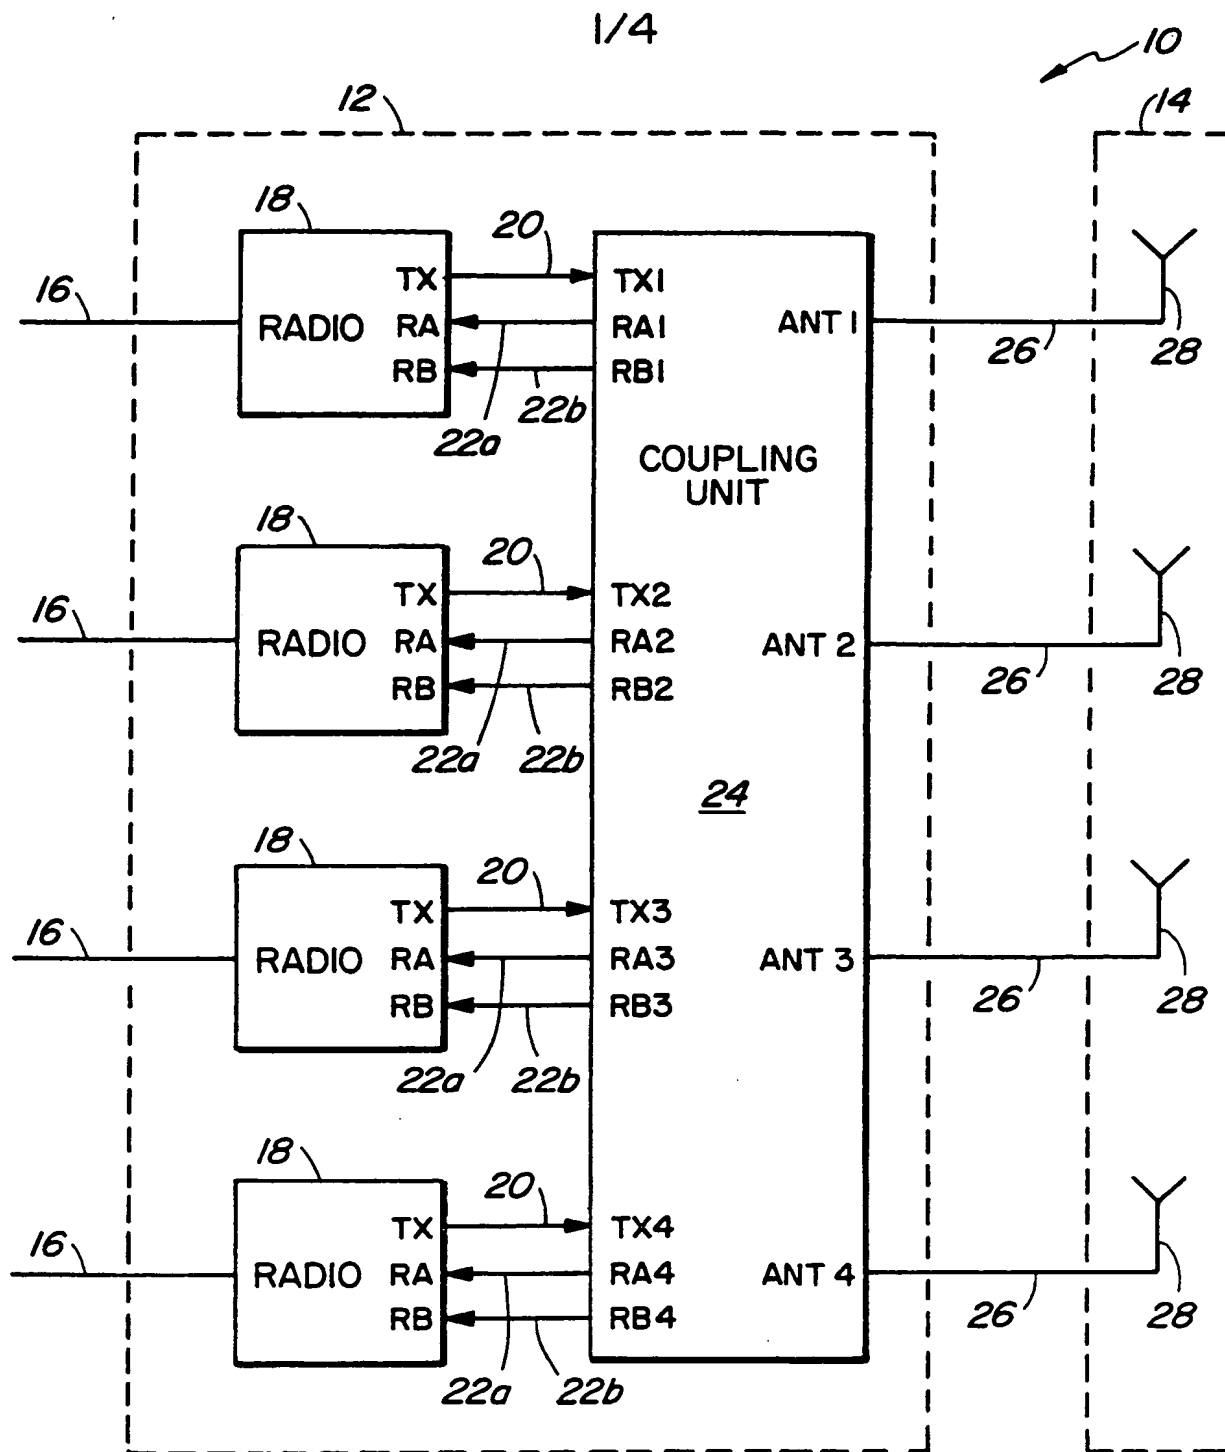 1/4
10
12
14
18
20
16
RADIO
TX
RA
RB
TX1
RA1
RB1
ANT 1
22a
22b
26
28
COUPLING
UNIT
18
20
16
RADIO
TX
RA
RB
TX2
RA2
RB2
ANT 2
22a
22b
26
28
24
18
20
16
RADIO
TX
RA
RB
TX3
RA3
RB3
ANT 3
22a
22b
26
28
18
20
16
RADIO
TX
RA
RB
TX4
RA4
RB4
ANT 4
22a
22b
26
28